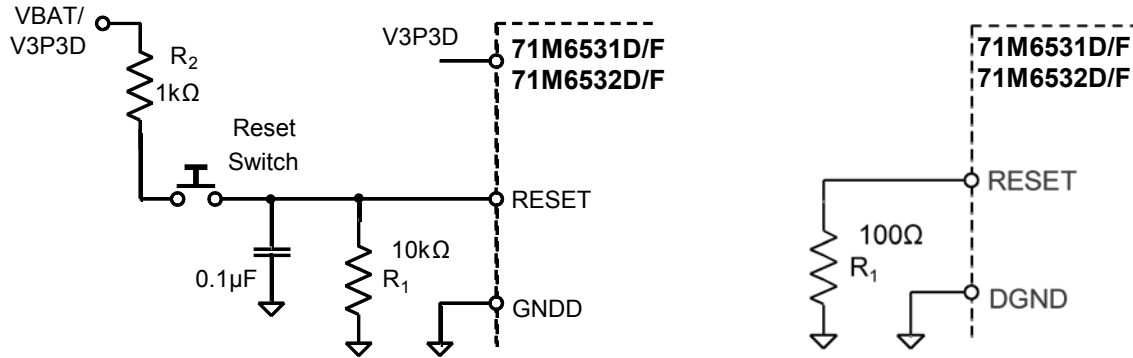 VBAT/
V3P3D
R2
1kΩ
Reset
Switch
0.1µF
10kΩ
R1
V3P3D
71M6531D/F
71M6532D/F
RESET
GNDD
71M6531D/F
71M6532D/F
RESET
100Ω
R1
DGND